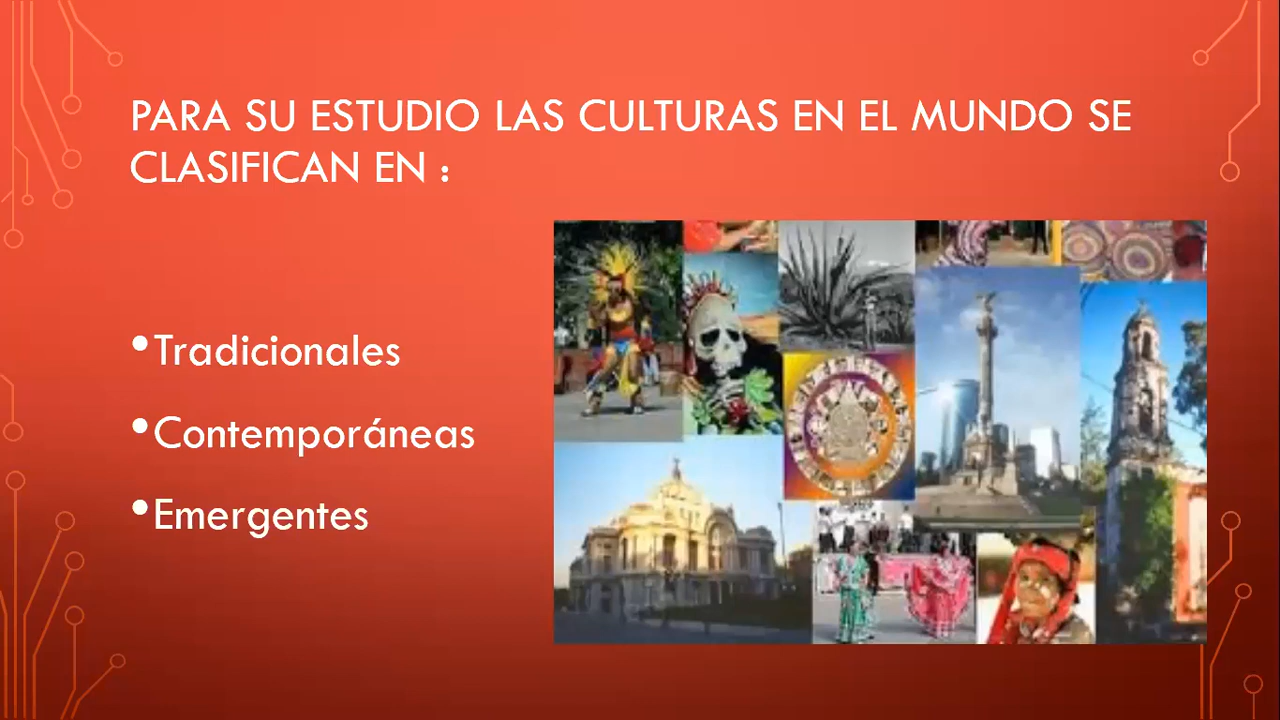 PARA SU ESTUDIO LAS CULTURAS EN EL MUNDO SE
CLASIFICAN EN :
•Tradicionales
•Contemporáneas
•Emergentes